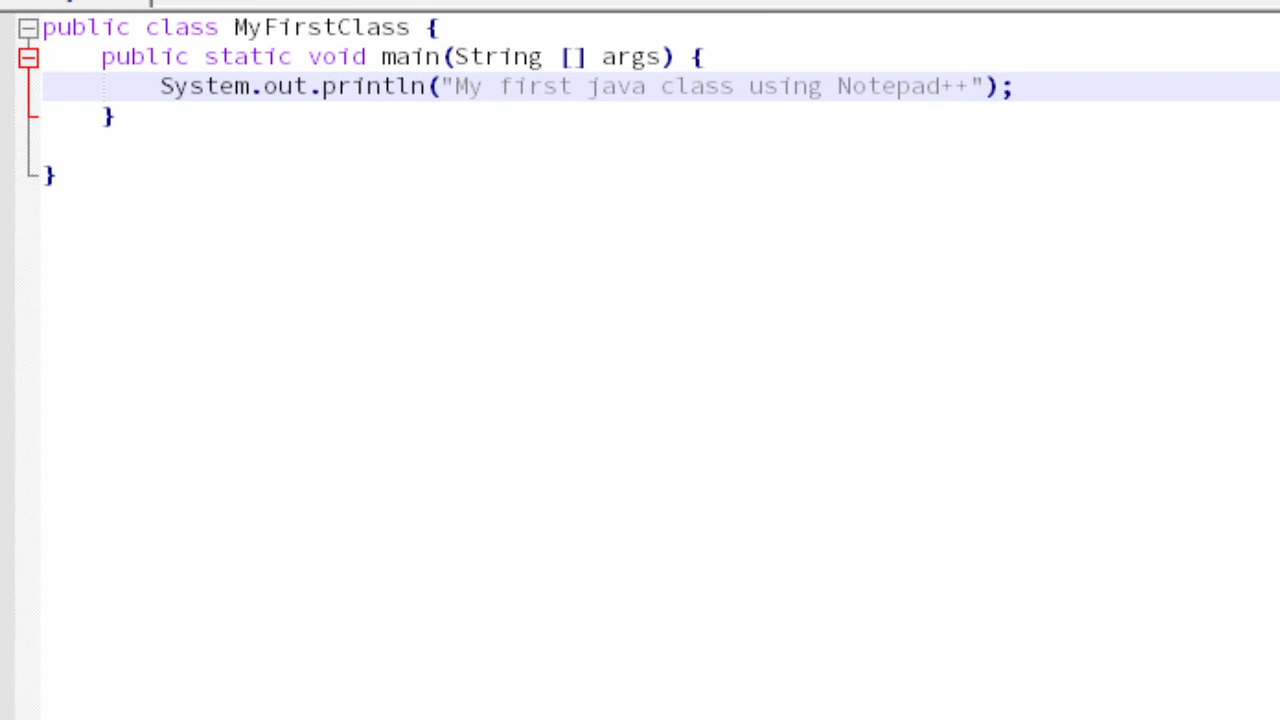 public class MyFirstClass {
    public static void main(String [] args) {
        System.out.println("My first java class using Notepad++");
    }

}